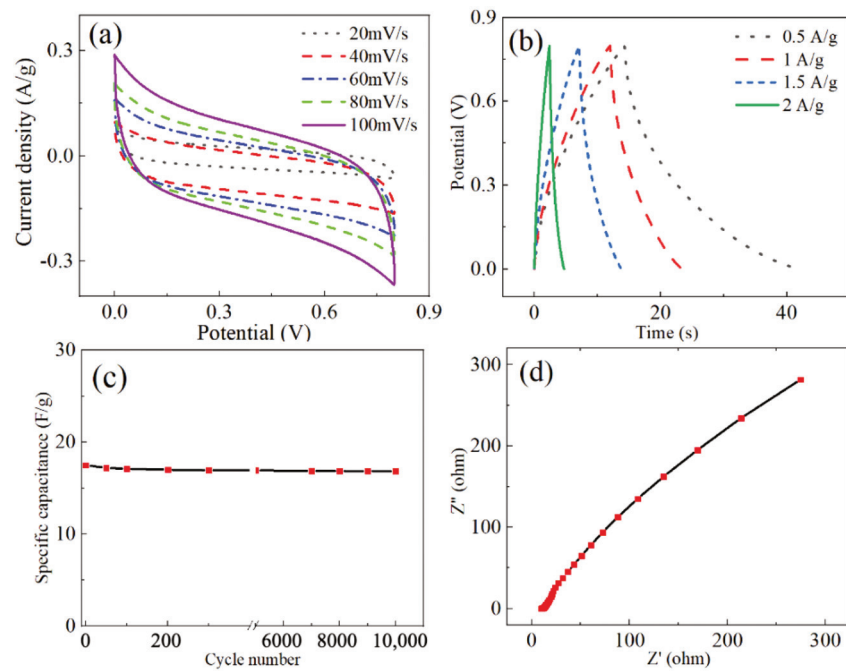 (a)
20mV/s
40mV/s
60mV/s
80mV/s
100mV/s
0.3
0.0
-0.3
Current density (A/g)
0.0 0.3 0.6 0.9
Potential (V)
(b)
0.5 A/g
1 A/g
1.5 A/g
2 A/g
0.9
0.6
0.3
0.0
Potential (V)
0 20 40
Time (s)
(c)
30
20
10
0
Specific capacitance (F/g)
0 200 6000 8000 10,000
Cycle number
(d)
300
200
100
0
Z" (ohm)
0 100 200 300
Z' (ohm)